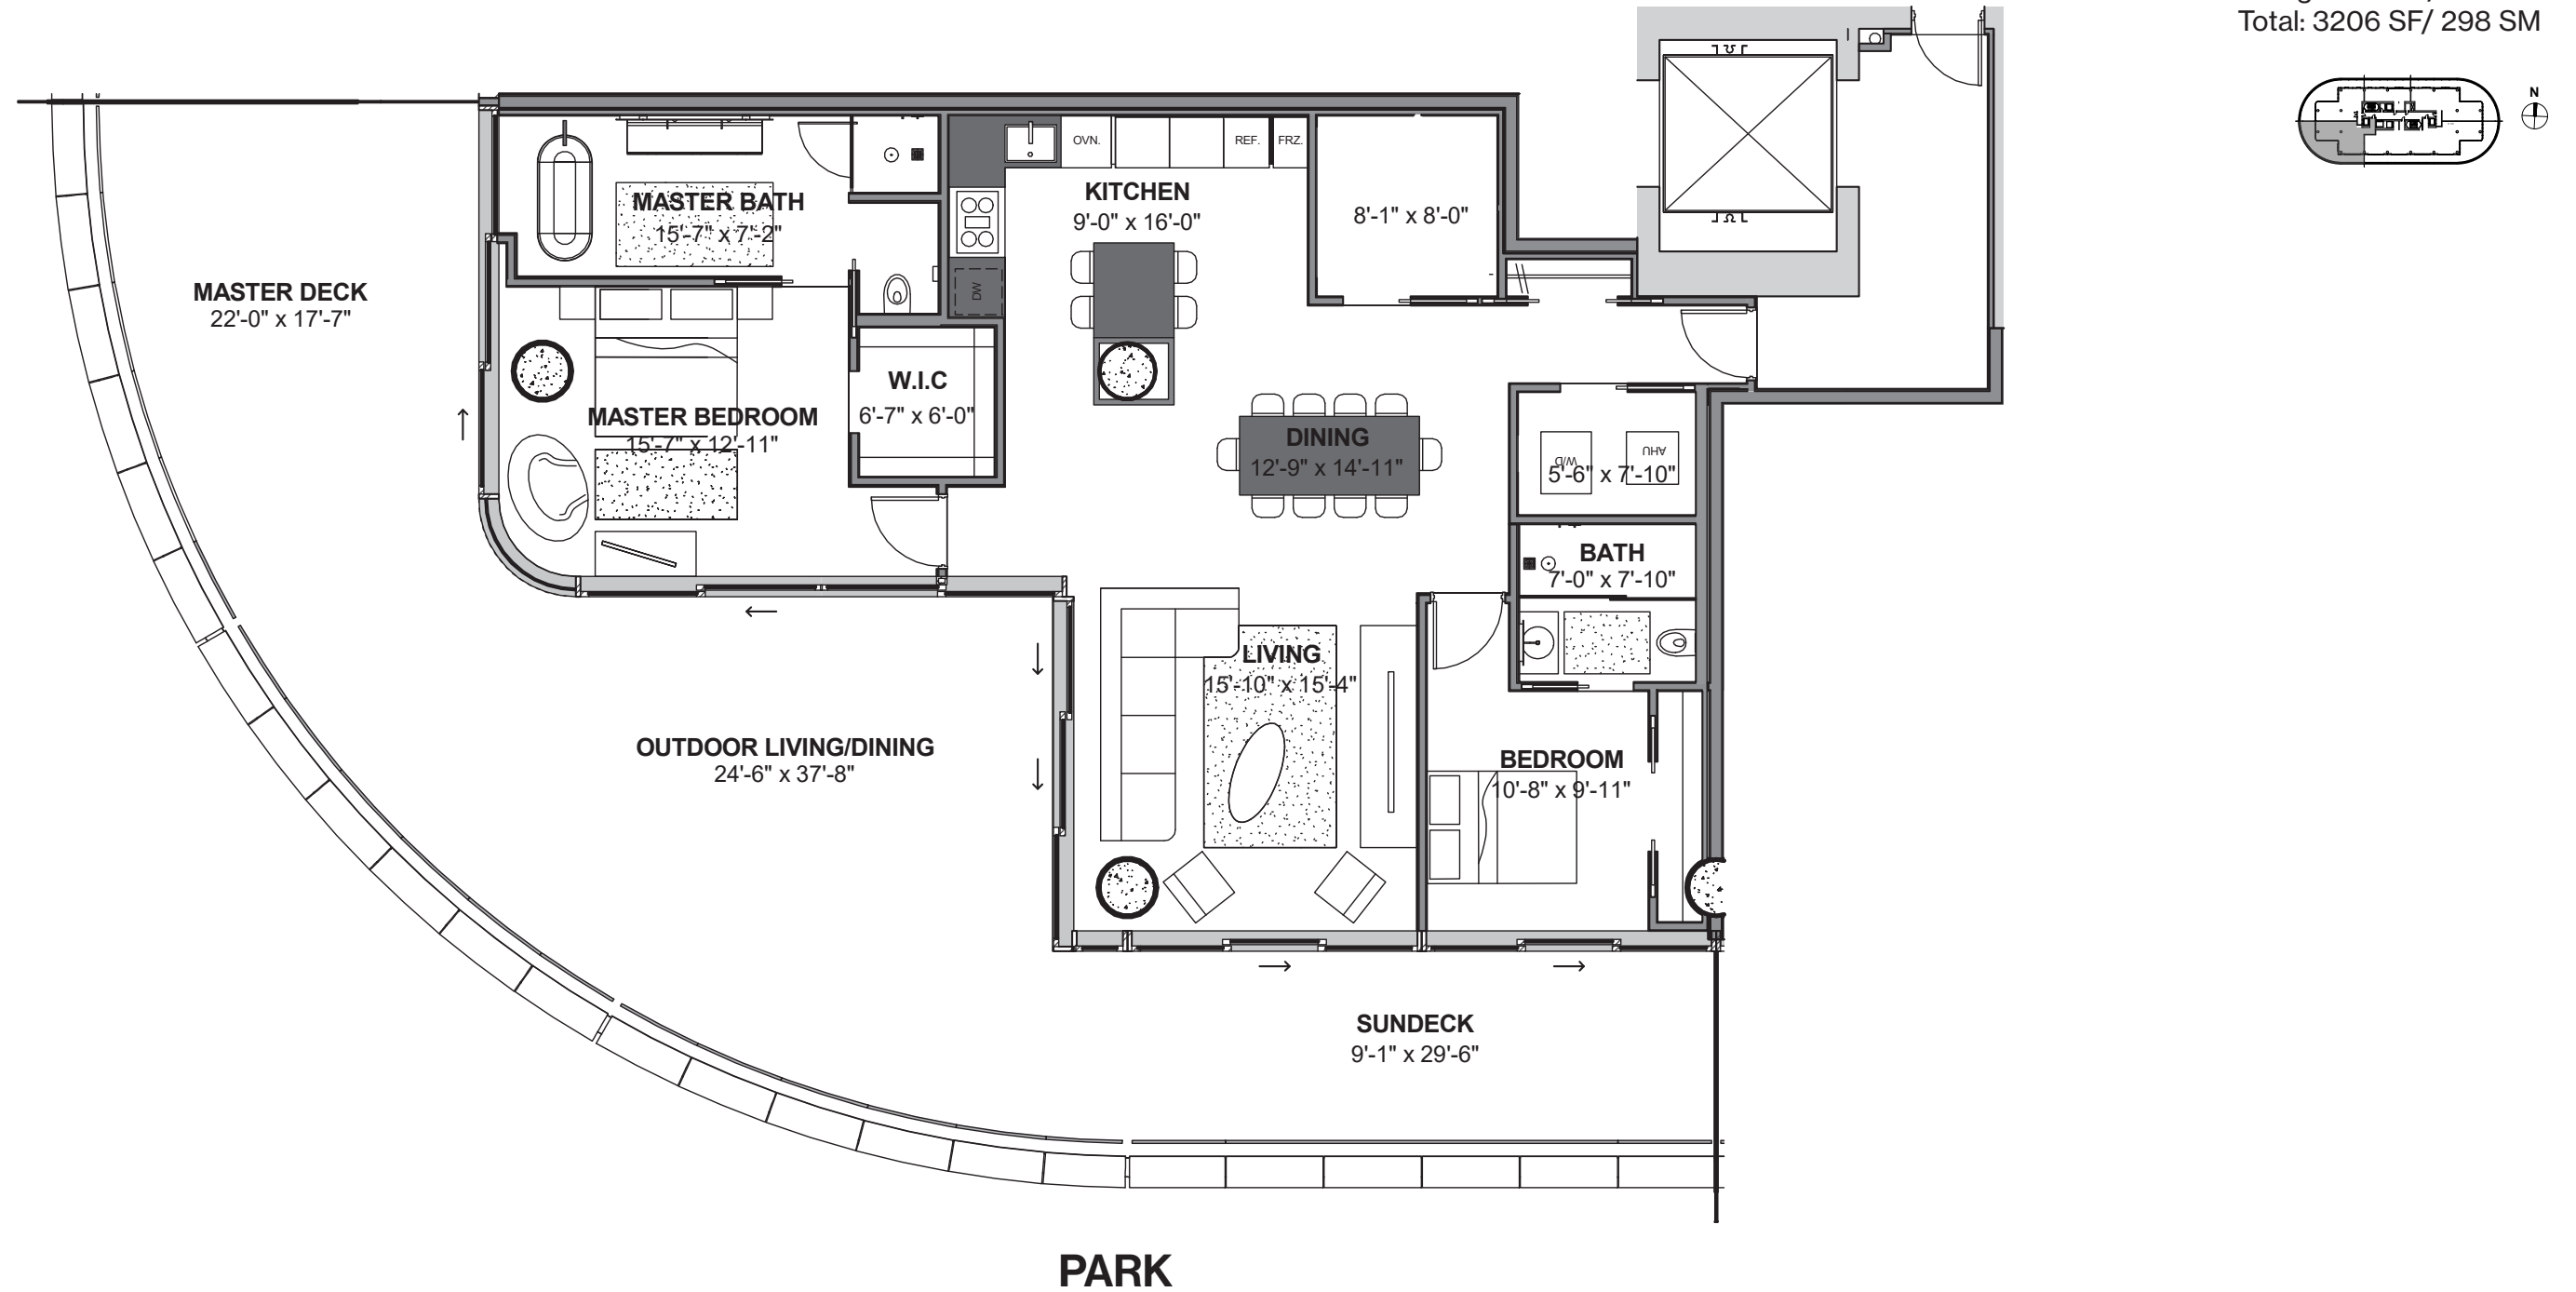 Total: 3206 SF/ 298 SM
N
OVN.
REF.
FRZ.
KITCHEN
9'-0" x 16'-0"
MASTER BATH
15'-7" x 7'-2"
8'-1" x 8'-0"
MASTER DECK
22'-0" x 17'-7"
DW
W.I.C
6'-7" x 6'-0"
MASTER BEDROOM
15'-7" x 12'-11"
DINING
12'-9" x 14'-11"
W/D
AHU
5'-6" x 7'-10"
BATH
7'-0" x 7'-10"
LIVING
15'-10" x 15'-4"
OUTDOOR LIVING/DINING
24'-6" x 37'-8"
BEDROOM
10'-8" x 9'-11"
SUNDECK
9'-1" x 29'-6"
PARK